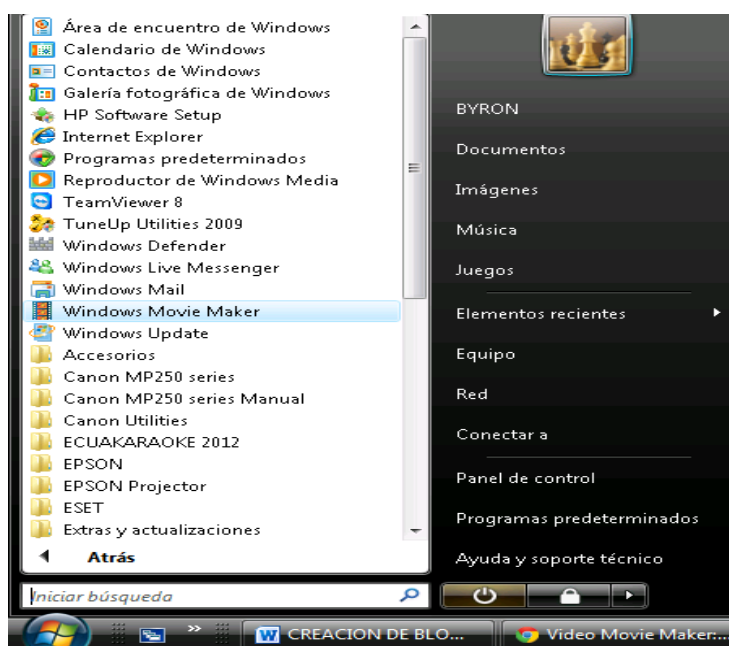 Área de encuentro de Windows
Calendario de Windows
Contactos de Windows
Galería fotográfica de Windows
HP Software Setup
Internet Explorer
Programas predeterminados
Reproductor de Windows Media
TeamViewer 8
TuneUp Utilities 2009
Windows Defender
Windows Live Messenger
Windows Mail
Windows Movie Maker
Windows Update
Accesorios
Canon MP250 series
Canon MP250 series Manual
Canon Utilities
ECUAKARAOKE 2012
EPSON
EPSON Projector
ESET
Extras y actualizaciones
Atrás
Iniciar búsqueda
BYRON
Documentos
Imágenes
Música
Juegos
Elementos recientes
Equipo
Red
Conectar a
Panel de control
Programas predeterminados
Ayuda y soporte técnico
CREACION DE BLO...
Video Movie Maker:...